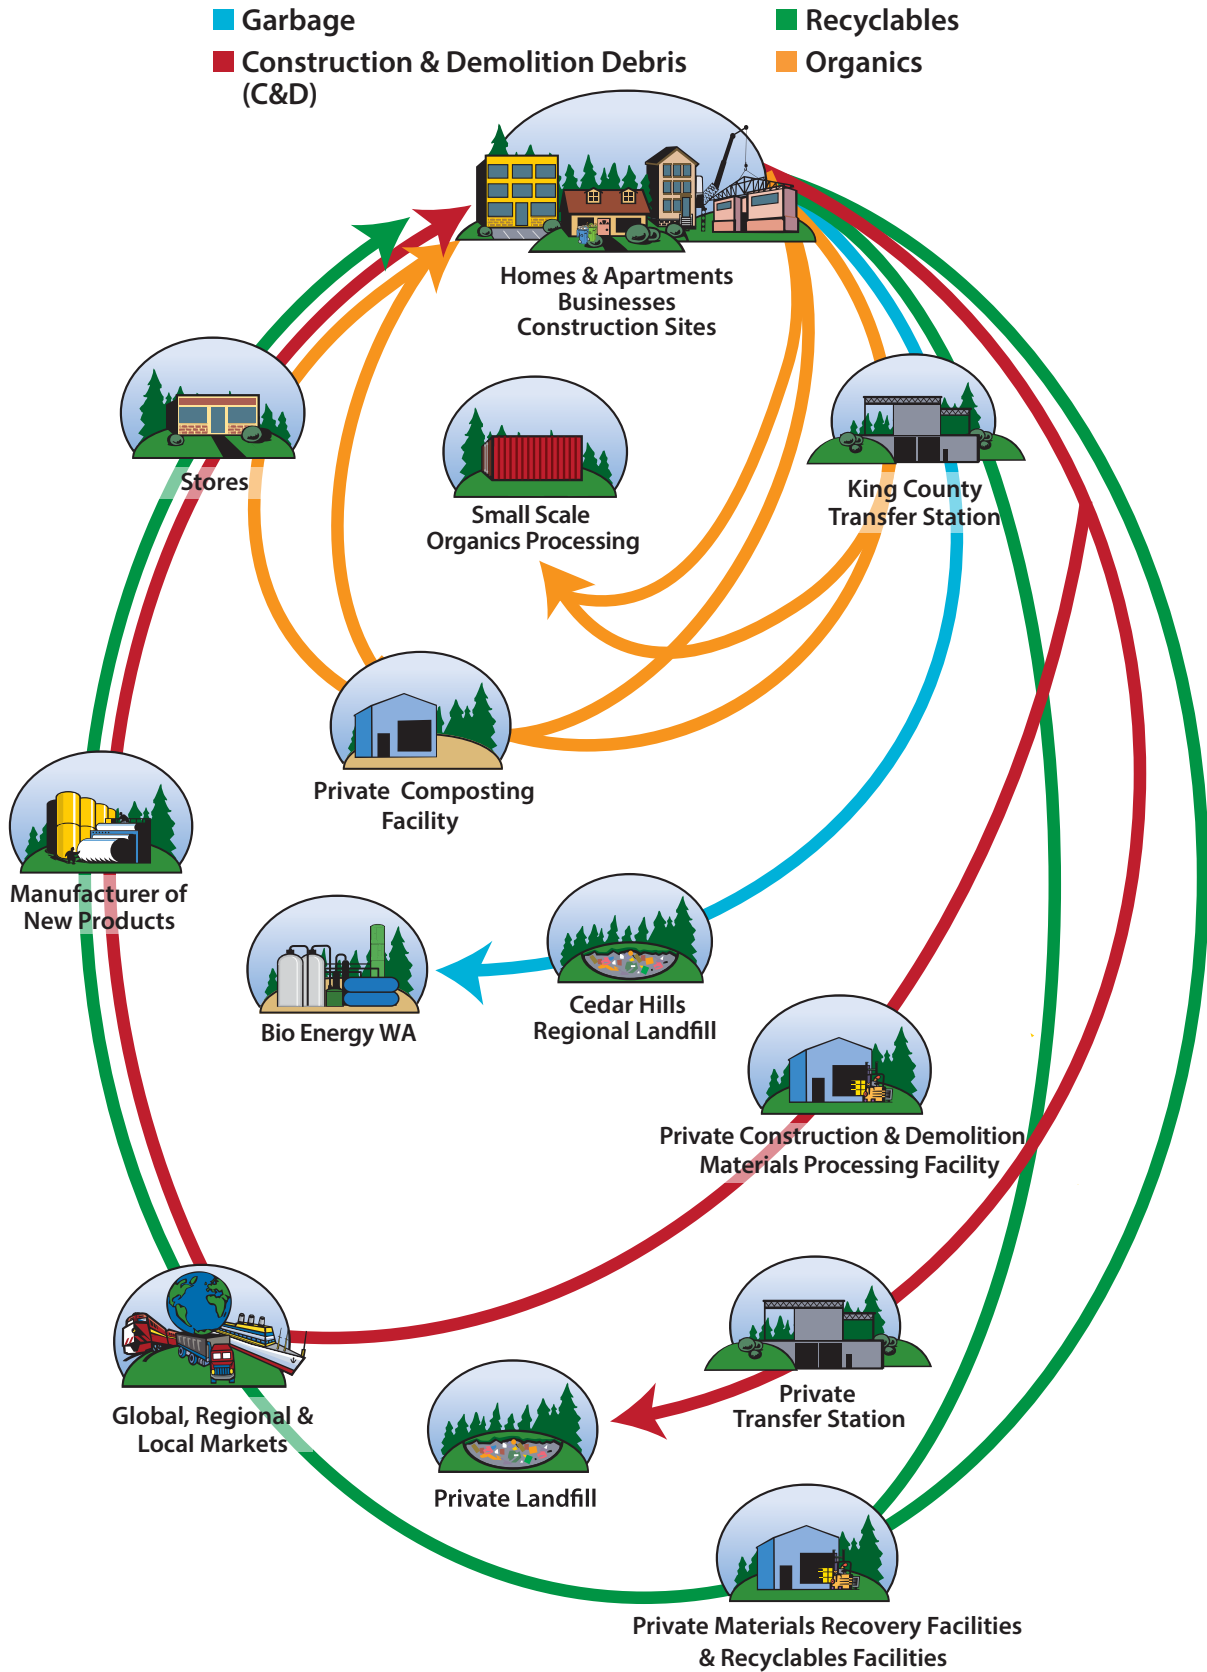 Garbage
Recyclables
Construction & Demolition Debris
(C&D)
Organics
Homes & Apartments
Businesses
Construction Sites
Stores
Small Scale
Organics Processing
King County
Transfer Station
Private Composting
Facility
Manufacturer of
New Products
Bio Energy WA
Cedar Hills
Regional Landfill
Private Construction & Demolition
Materials Processing Facility
Private
Transfer Station
Global, Regional &
Local Markets
Private Landfill
Private Materials Recovery Facilities
& Recyclables Facilities